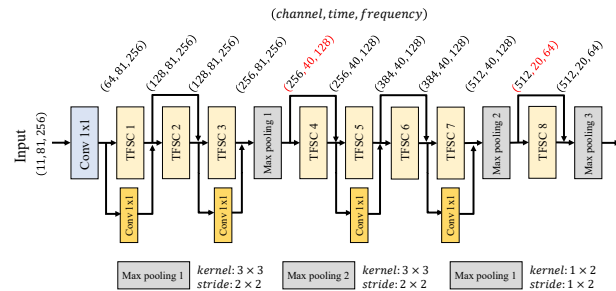 (channel, time, frequency)
(64, 81, 256)
(128, 81, 256)
(128, 81, 256)
(256, 81, 256)
(256, 40, 128)
(256, 40, 128)
(384, 40, 128)
(384, 40, 128)
(512, 40, 128)
(512, 20, 64)
(512, 20, 64)
Input
(11, 81, 256)
Conv 1x1
TFSC 1
TFSC 2
TFSC 3
Max pooling 1
TFSC 4
TFSC 5
TFSC 6
TFSC 7
Max pooling 2
TFSC 8
Max pooling 3
Conv 1x1
Conv 1x1
Conv 1x1
Conv 1x1
Max pooling 1
kernel: 3 × 3
stride: 2 × 2
Max pooling 2
kernel: 3 × 3
stride: 2 × 2
Max pooling 1
kernel: 1 × 2
stride: 1 × 2